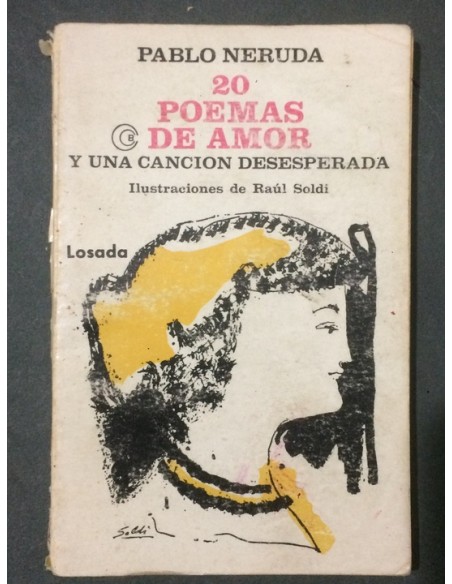 PABLO NERUDA
20
POEMAS
DE AMOR
Y UNA CANCION DESESPERADA
Ilustraciones de Raúl Soldi
Losada
Soldi